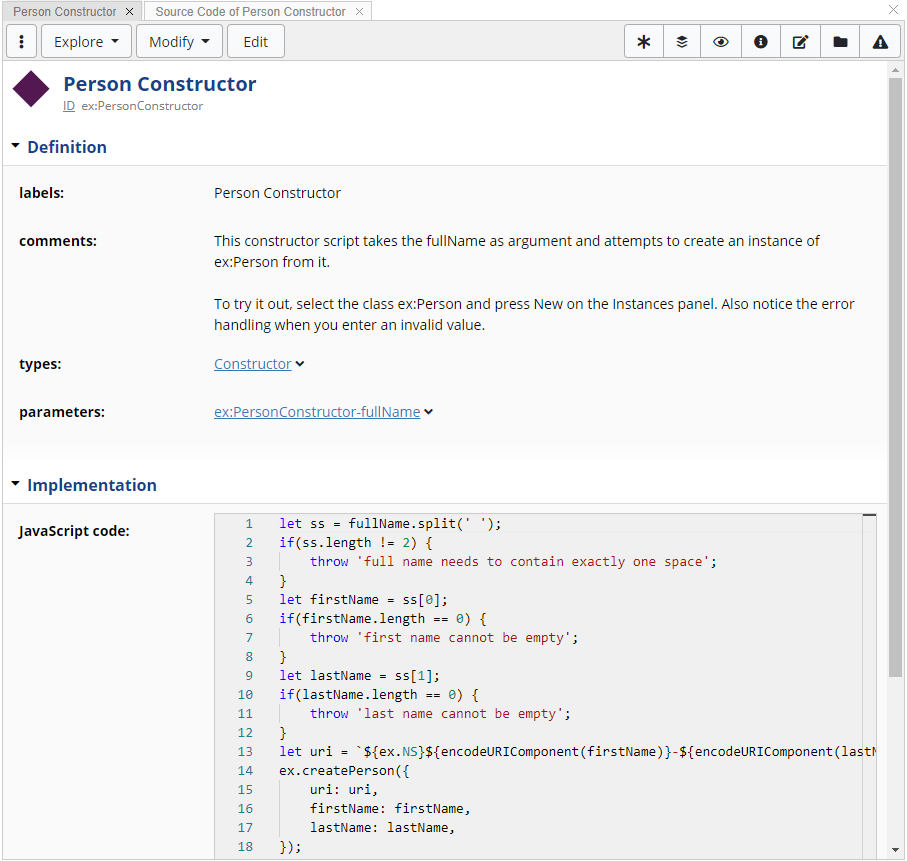 Person Constructor
Source Code of Person Constructor
Explore
Modify
Edit
Person Constructor
ID ex:PersonConstructor
Definition
labels: Person Constructor
comments: This constructor script takes the fullName as argument and attempts to create an instance of
ex:Person from it.
To try it out, select the class ex:Person and press New on the Instances panel. Also notice the error
handling when you enter an invalid value.
types: Constructor
parameters: ex:PersonConstructor-fullName
Implementation
JavaScript code:
1 let ss = fullName.split(' ');
2 if(ss.length != 2) {
3     throw 'full name needs to contain exactly one space';
4 }
5 let firstName = ss[0];
6 if(firstName.length == 0) {
7     throw 'first name cannot be empty';
8 }
9 let lastName = ss[1];
10 if(lastName.length == 0) {
11     throw 'last name cannot be empty';
12 }
13 let uri = `${ex.NS}${encodeURIComponent(firstName)}-${encodeURIComponent(lastN
14 ex.createPerson({
15     uri: uri,
16     firstName: firstName,
17     lastName: lastName,
18 });